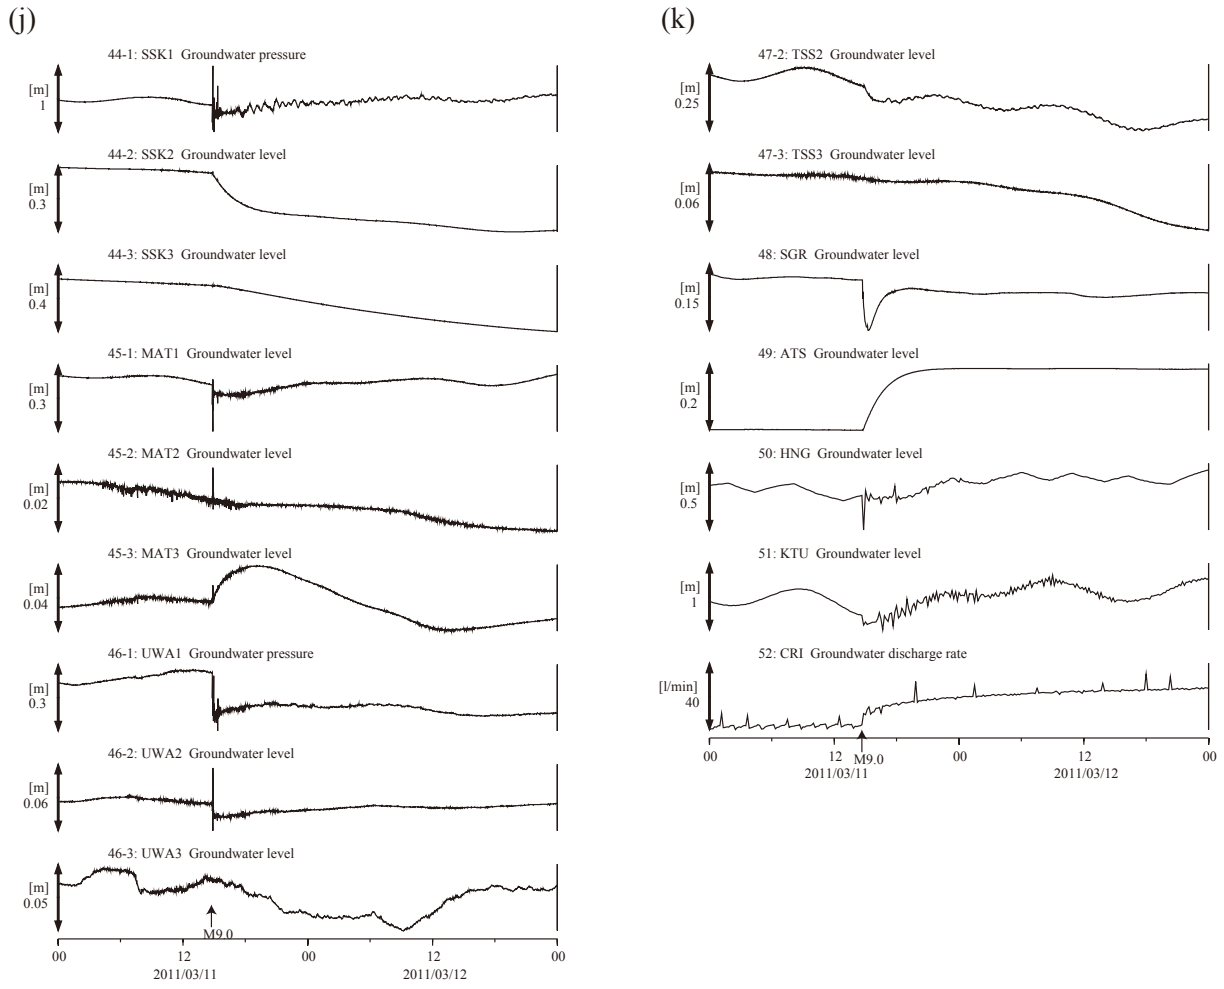 (j)
44-1: SSK1 Groundwater pressure
[m]
1
44-2: SSK2 Groundwater level
[m]
0.3
44-3: SSK3 Groundwater level
[m]
0.4
45-1: MAT1 Groundwater level
[m]
0.3
45-2: MAT2 Groundwater level
[m]
0.02
45-3: MAT3 Groundwater level
[m]
0.04
46-1: UWA1 Groundwater pressure
[m]
0.3
46-2: UWA2 Groundwater level
[m]
0.06
46-3: UWA3 Groundwater level
[m]
0.05
M9.0
00 12 00 12 00
2011/03/11 2011/03/12
(k)
47-2: TSS2 Groundwater level
[m]
0.25
47-3: TSS3 Groundwater level
[m]
0.06
48: SGR Groundwater level
[m]
0.15
49: ATS Groundwater level
[m]
0.2
50: HNG Groundwater level
[m]
0.5
51: KTU Groundwater level
[m]
1
52: CRI Groundwater discharge rate
[l/min]
40
00 12 M9.0 00 12 00
2011/03/11 2011/03/12